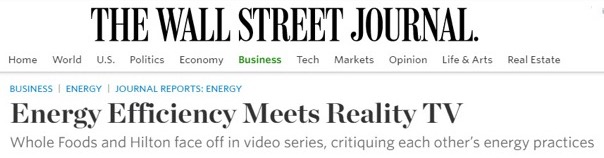 THE WALL STREET JOURNAL.
Home World U.S. Politics Economy Business Tech Markets Opinion Life & Arts Real Estate
BUSINESS | ENERGY | JOURNAL REPORTS: ENERGY
Energy Efficiency Meets Reality TV
Whole Foods and Hilton face off in video series, critiquing each other's energy practices